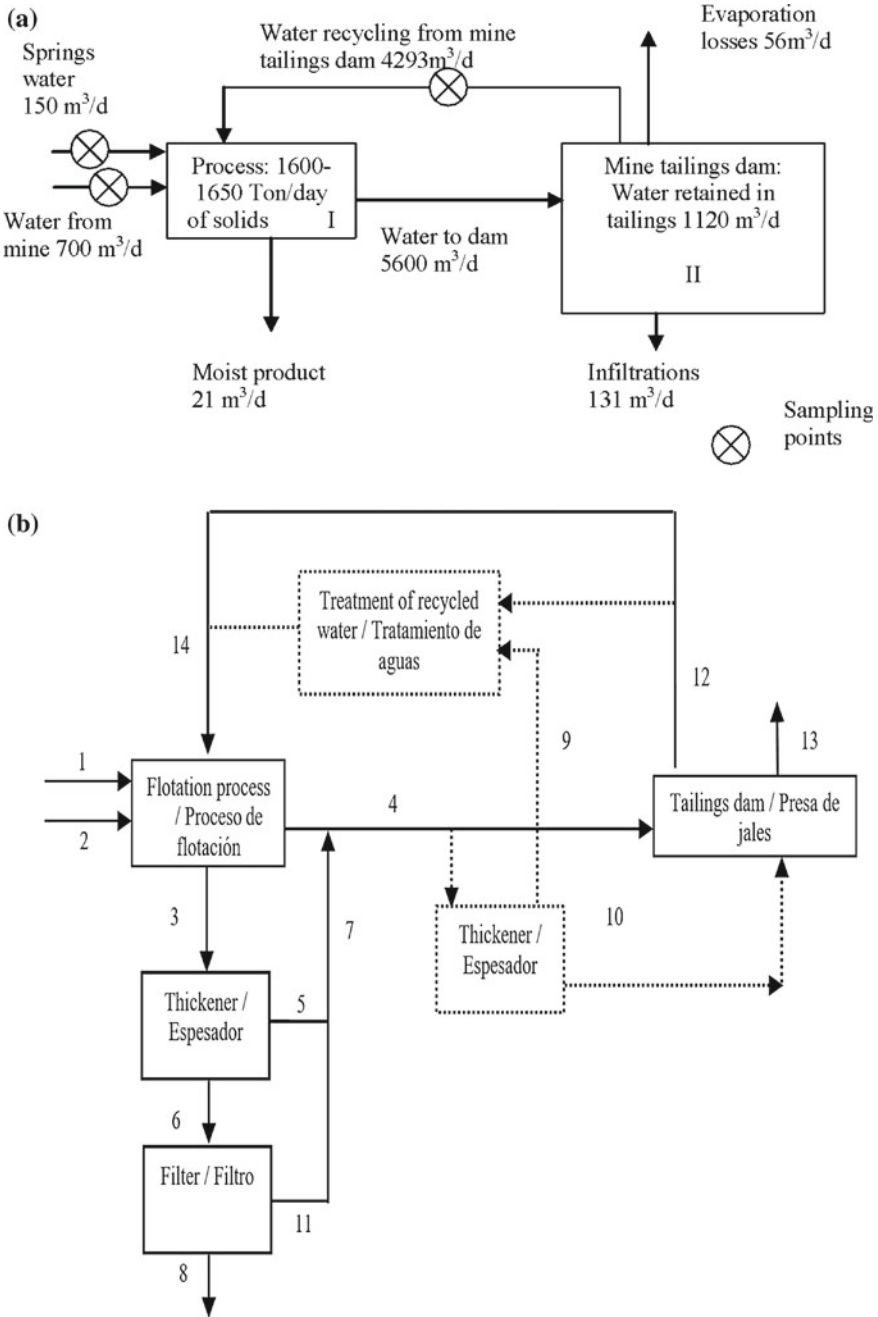 (a)
Springs
water
150 m³/d
Water recycling from mine
tailings dam 4293m³/d
Evaporation
losses 56m³/d
Process: 1600-
1650 Ton/day
of solids I
Mine tailings dam:
Water retained in
tailings 1120 m³/d
II
Water from
mine 700 m³/d
Water to dam
5600 m³/d
Moist product
21 m³/d
Infiltrations
131 m³/d
Sampling
points
(b)
Treatment of recycled
water / Tratamiento de
aguas
14
12
9
13
1
2
Flotation process
/ Proceso de
flotación
4
Tailings dam / Presa de
jales
3
7
10
Thickener /
Espesador
Thickener /
Espesador
5
6
Filter / Filtro
11
8